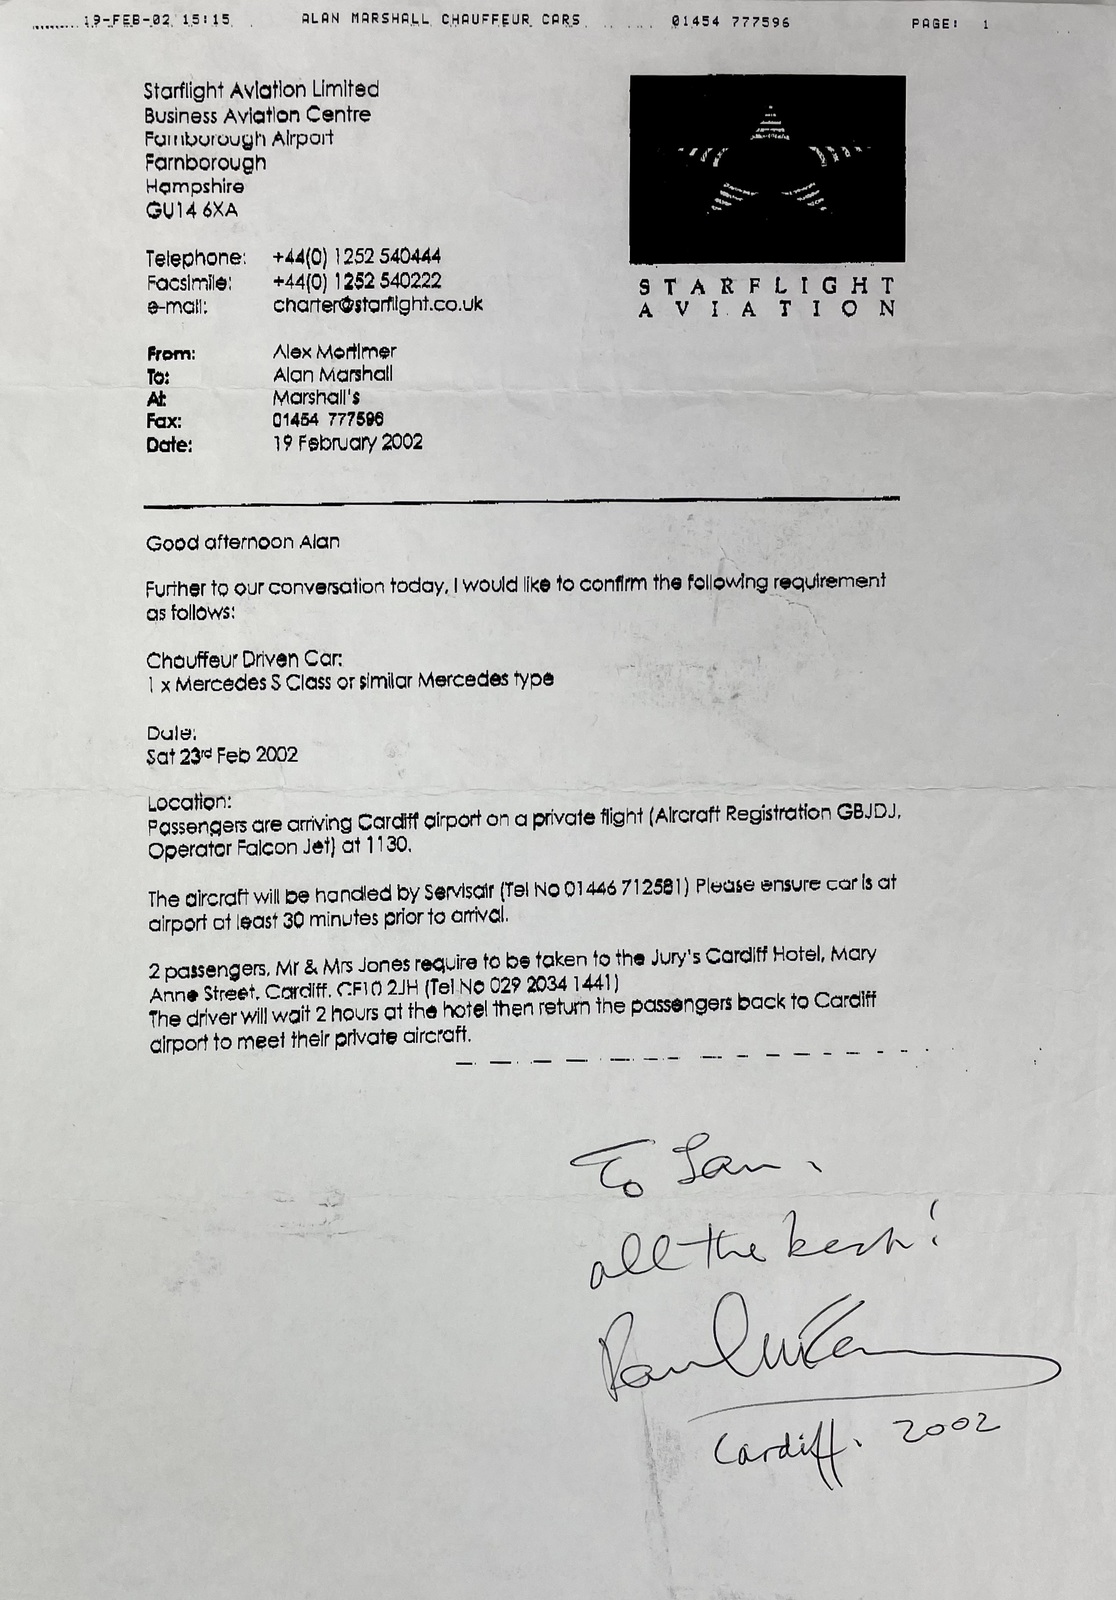 19-FEB-02 15:15 ALAN MARSHALL CHAUFFEUR CARS 01454 777596 PAGE: 1
Starflight Aviation Limited
Business Aviation Centre
Farnborough Airport
Farnborough
Hampshire
GU14 6XA
Telephone: +44(0) 1252 540444
Facsimile: +44(0) 1252 540222
e-mail: charter@starflight.co.uk
STARFLIGHT
AVIATION
From: Alex Mortimer
To: Alan Marshall
At: Marshall's
Fax: 01454 777596
Date: 19 February 2002
Good afternoon Alan
Further to our conversation today, I would like to confirm the following requirement
as follows:
Chauffeur Driven Car:
1 x Mercedes S Class or similar Mercedes type
Date:
Sat 23rd Feb 2002
Location:
Passengers are arriving Cardiff airport on a private flight (Aircraft Registration GBJDJ,
Operator Falcon Jet) at 1130.
The aircraft will be handled by Servisair (Tel No 01446 712581) Please ensure car is at
airport at least 30 minutes prior to arrival.
2 passengers, Mr & Mrs Jones require to be taken to the Jury's Cardiff Hotel, Mary
Anne Street, Cardiff, CF10 2JH (Tel No 029 2034 1441)
The driver will wait 2 hours at the hotel then return the passengers back to Cardiff
airport to meet their private aircraft.
To Ian,
all the best!
Cardiff. 2002